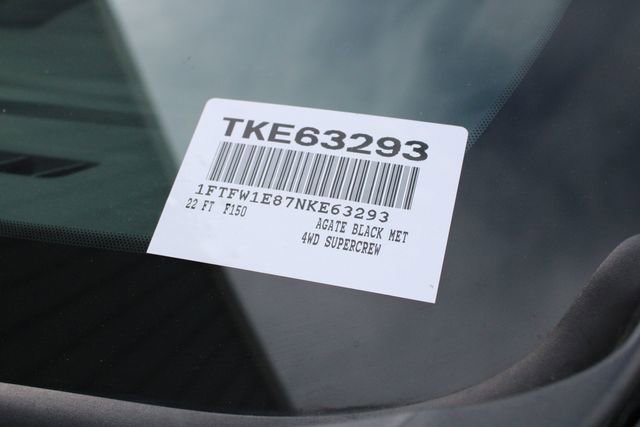 TKE63293
1FTFW1E87NKE63293
22 FT F150
AGATE BLACK MET
4WD SUPERCREW